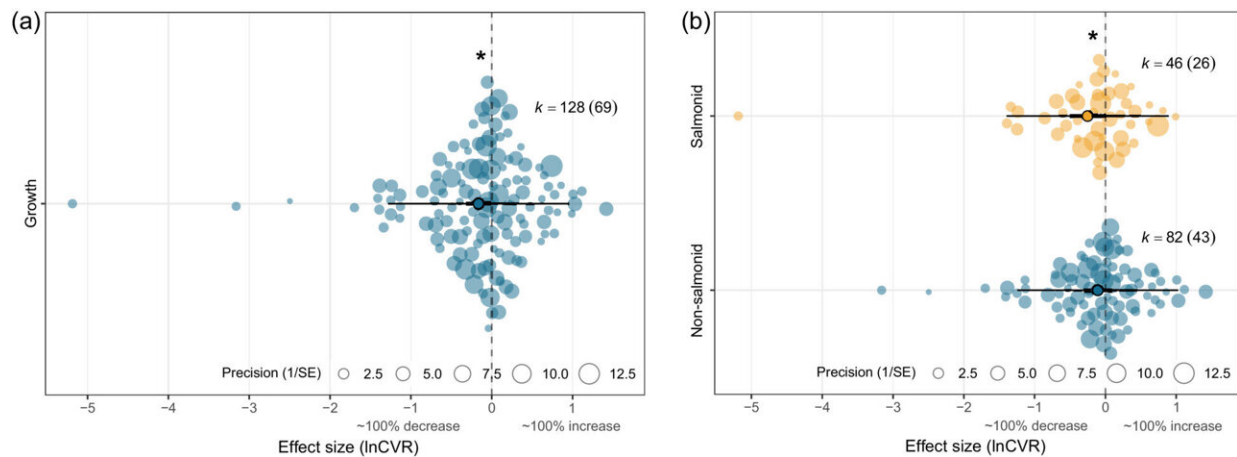 (a)
*
k = 128 (69)
Growth
Precision (1/SE) 2.5 5.0 7.5 10.0 12.5
-5 -4 -3 -2 -1 0 1
~100% decrease ~100% increase
Effect size (lnCVR)
(b)
*
k = 46 (26)
Salmonid
k = 82 (43)
Non-salmonid
Precision (1/SE) 2.5 5.0 7.5 10.0 12.5
-5 -4 -3 -2 -1 0 1
~100% decrease ~100% increase
Effect size (lnCVR)